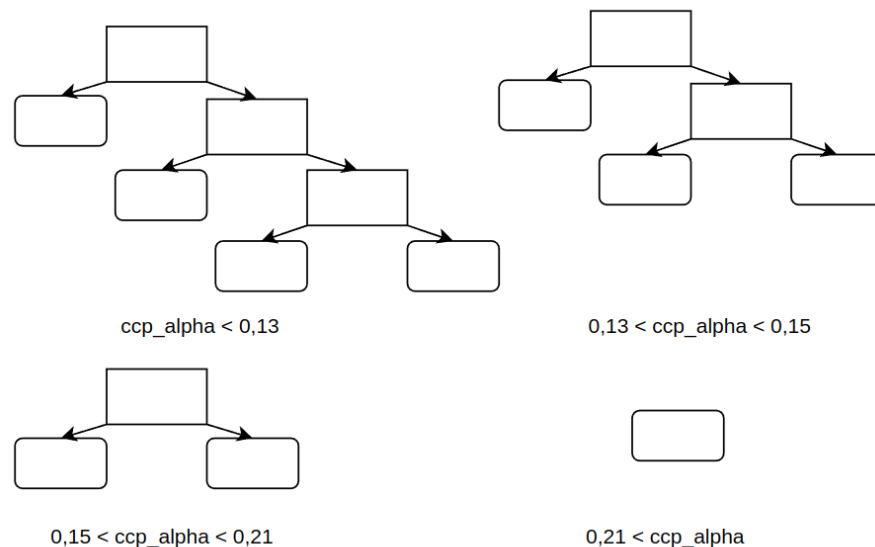 ccp_alpha < 0,13
0,13 < ccp_alpha < 0,15
0,15 < ccp_alpha < 0,21
0,21 < ccp_alpha